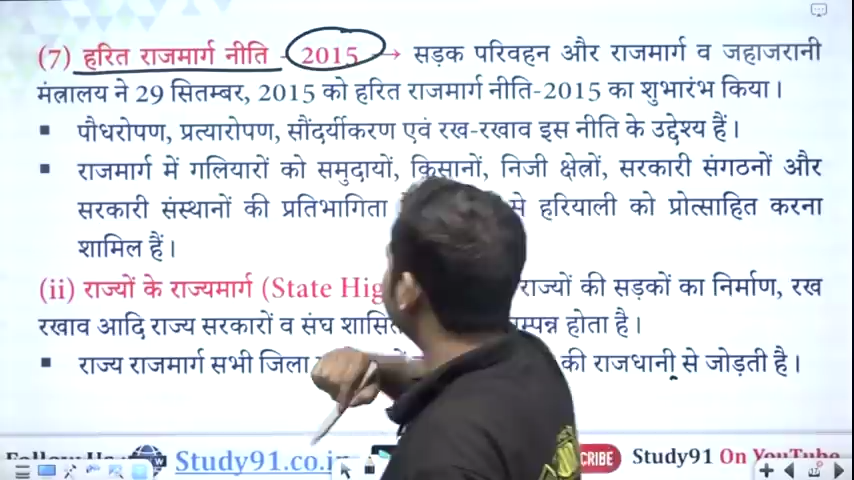 (7) हरित राजमार्ग नीति - 2015 → सड़क परिवहन और राजमार्ग व जहाजरानी
मंत्रालय ने 29 सितम्बर, 2015 को हरित राजमार्ग नीति-2015 का शुभारंभ किया।
▪ पौधरोपण, प्रत्यारोपण, सौंदर्यीकरण एवं रख-रखाव इस नीति के उद्देश्य हैं।
▪ राजमार्ग में गलियारों को समुदायों, किसानों, निजी क्षेत्रों, सरकारी संगठनों और
सरकारी संस्थानों की प्रतिभागिता से हरियाली को प्रोत्साहित करना
शामिल हैं।
(ii) राज्यों के राज्यमार्ग (State Hig राज्यों की सड़कों का निर्माण, रख
रखाव आदि राज्य सरकारों व संघ शासित म्पन्न होता है।
▪ राज्य राजमार्ग सभी जिला की राजधानी से जोड़ती है।
Follow Us Study91.co.in CRIBE Study91 On YouTube